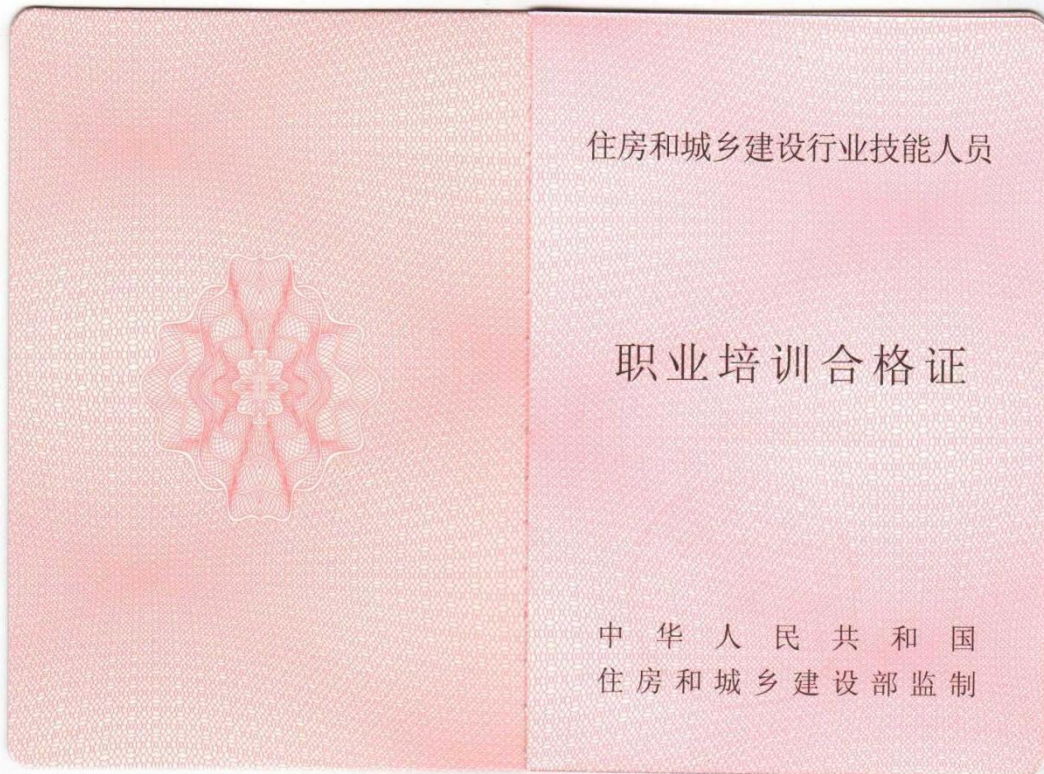 住房和城乡建设行业技能人员
职业培训合格证
中华人民共和国
住房和城乡建设部监制